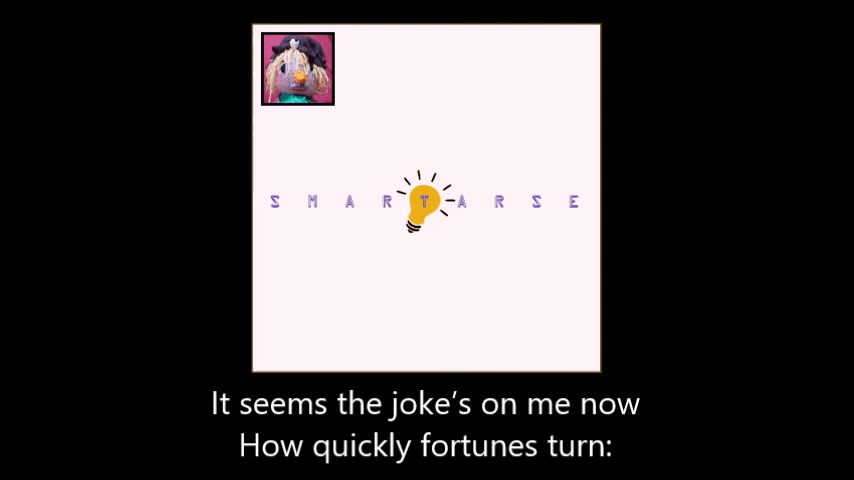 S M A R T A R S E
It seems the joke’s on me now
How quickly fortunes turn: